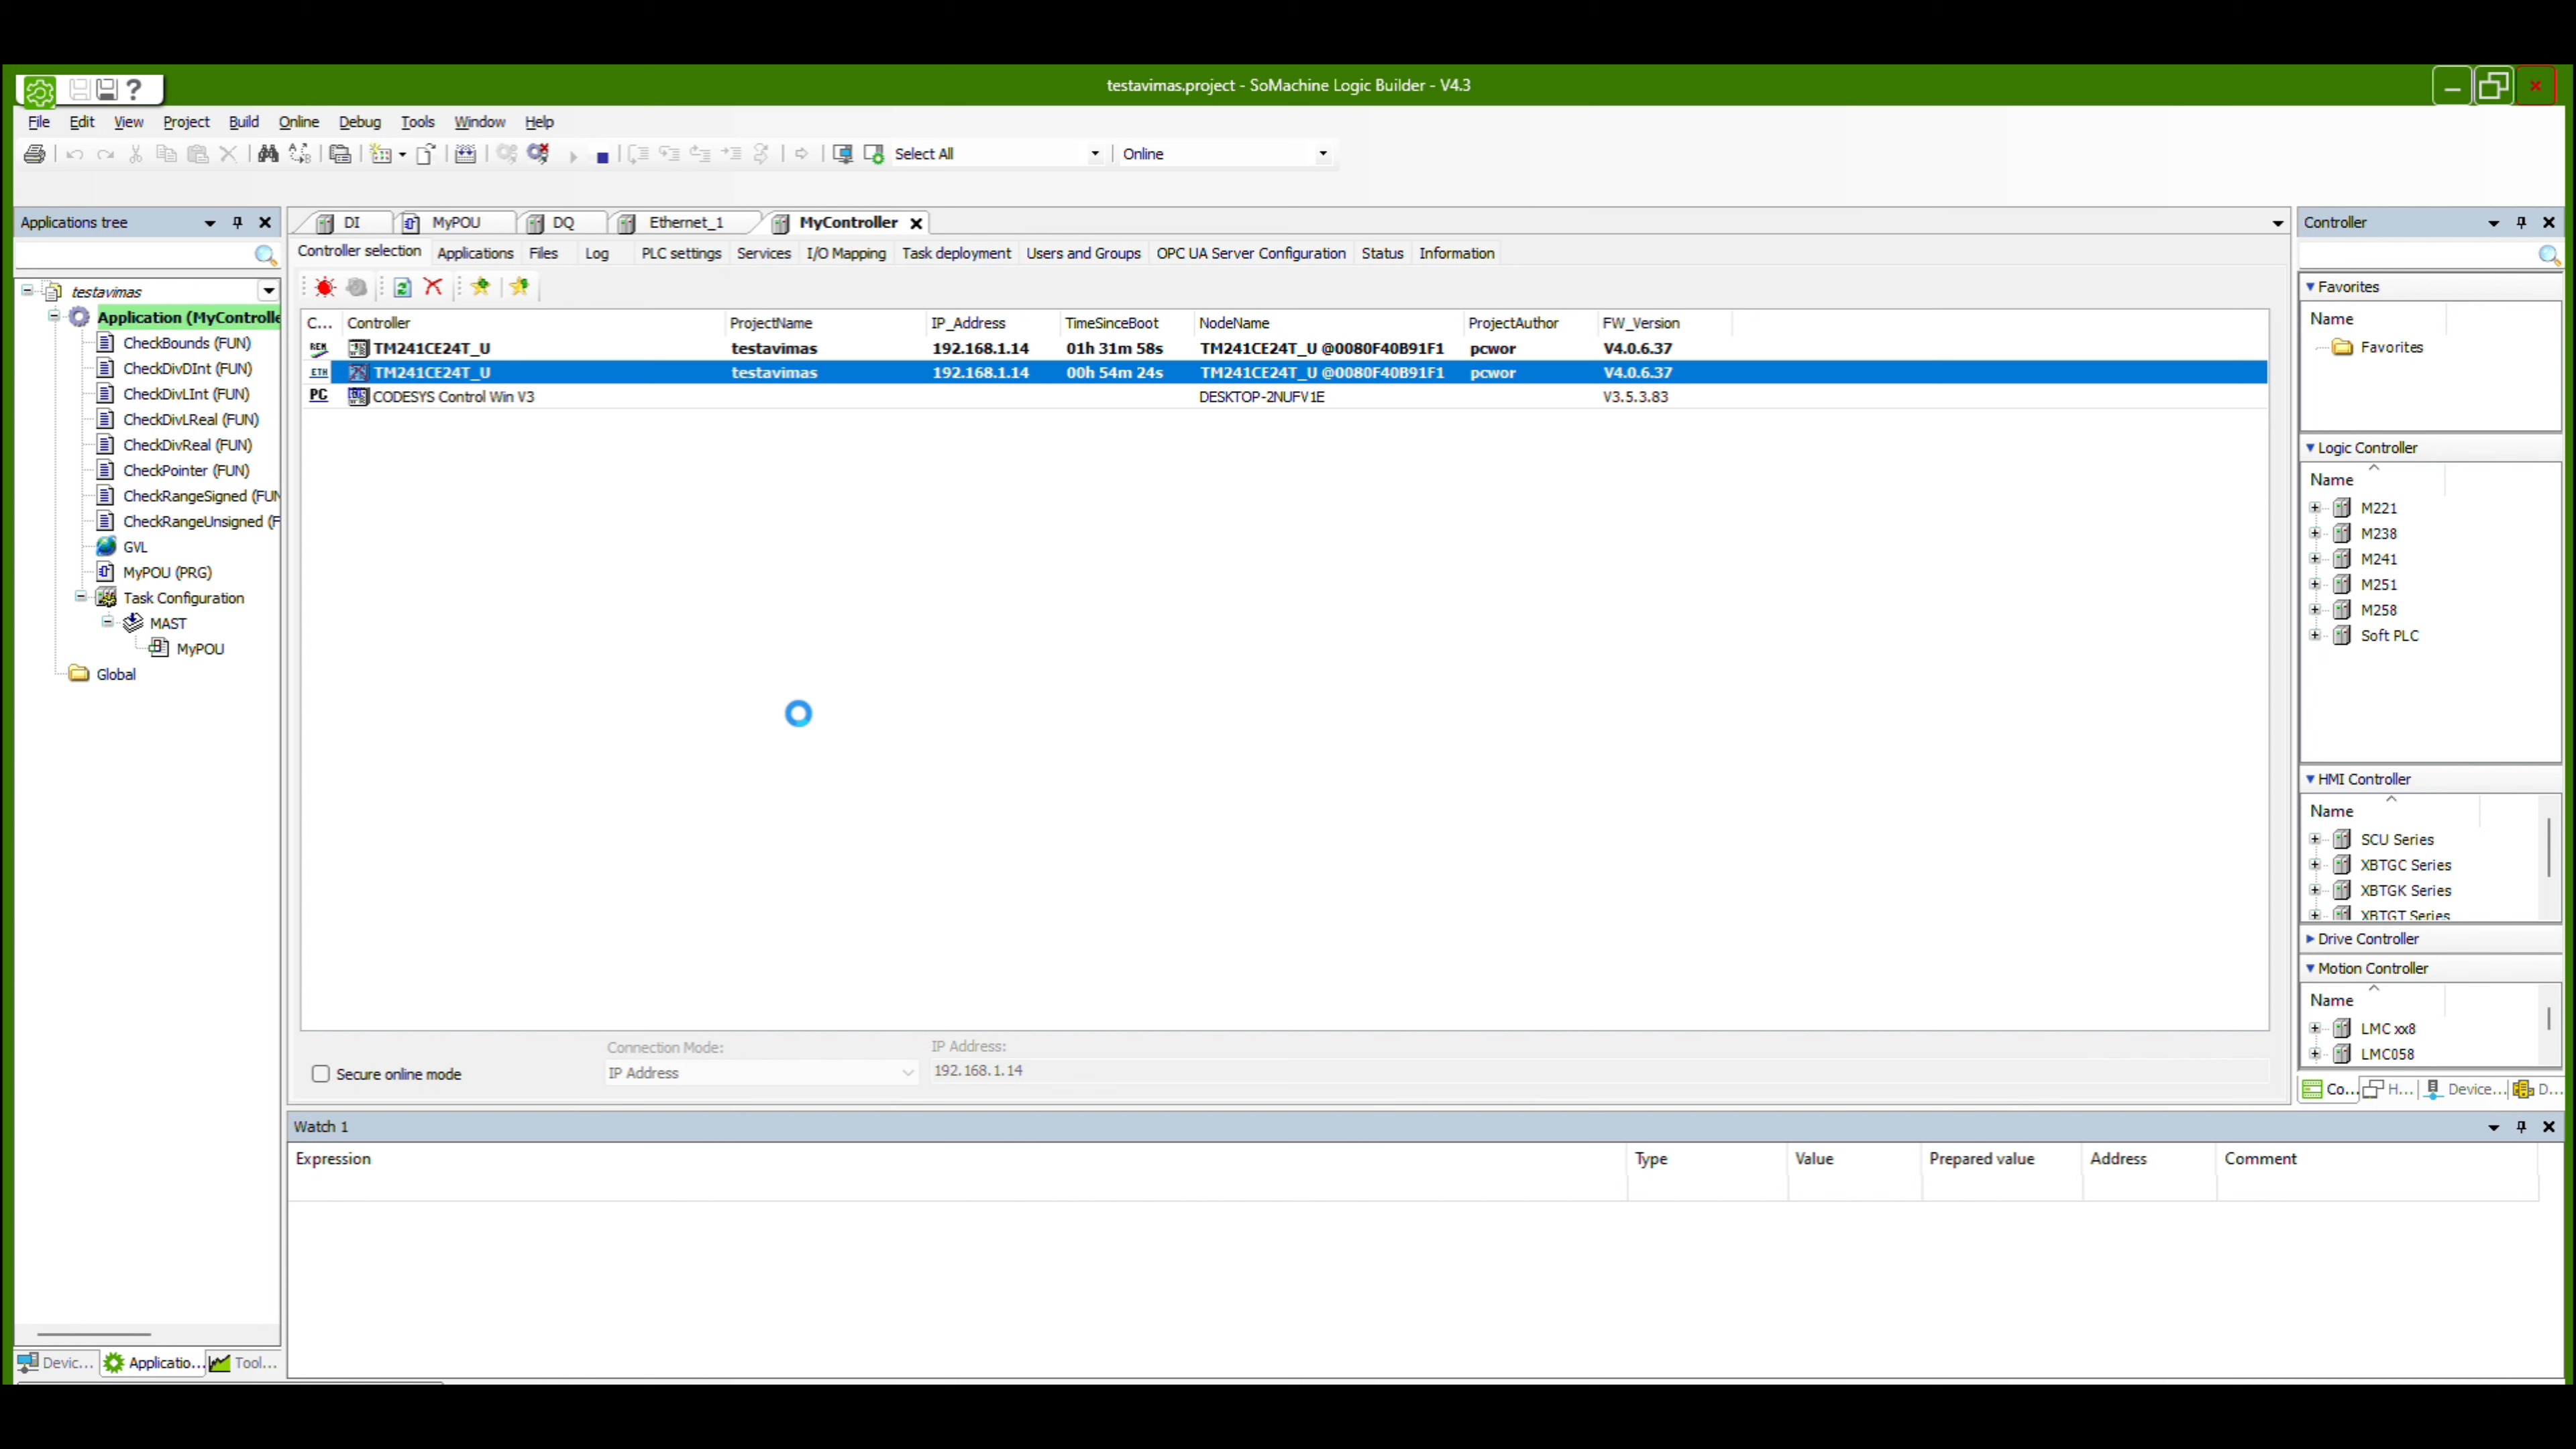 testavimas.project - SoMachine Logic Builder - V4.3
File Edit View Project Build Online Debug Tools Window Help
Select All Online
Applications tree
testavimas
Application (MyControlle
CheckBounds (FUN)
CheckDivDInt (FUN)
CheckDivLInt (FUN)
CheckDivLReal (FUN)
CheckDivReal (FUN)
CheckPointer (FUN)
CheckRangeSigned (FUN
CheckRangeUnsigned (F
GVL
MyPOU (PRG)
Task Configuration
MAST
MyPOU
Global
Devic... Applicatio... Tool...
DI MyPOU DQ Ethernet_1 MyController
Controller selection Applications Files Log PLC settings Services I/O Mapping Task deployment Users and Groups OPC UA Server Configuration Status Information
C... Controller ProjectName IP_Address TimeSinceBoot NodeName ProjectAuthor FW_Version
REM TM241CE24T_U testavimas 192.168.1.14 01h 31m 58s TM241CE24T_U @0080F40B91F1 pcwor V4.0.6.37
ETH TM241CE24T_U testavimas 192.168.1.14 00h 54m 24s TM241CE24T_U @0080F40B91F1 pcwor V4.0.6.37
PC CODESYS Control Win V3 DESKTOP-2NUFV1E V3.5.3.83
Connection Mode: IP Address:
Secure online mode IP Address 192.168.1.14
Watch 1
Expression Type Value Prepared value Address Comment
Controller
Favorites
Name
Favorites
Logic Controller
Name
M221
M238
M241
M251
M258
Soft PLC
HMI Controller
Name
SCU Series
XBTGC Series
XBTGK Series
XBTGT Series
Drive Controller
Motion Controller
Name
LMC xx8
LMC058
Co... H... Device... D...